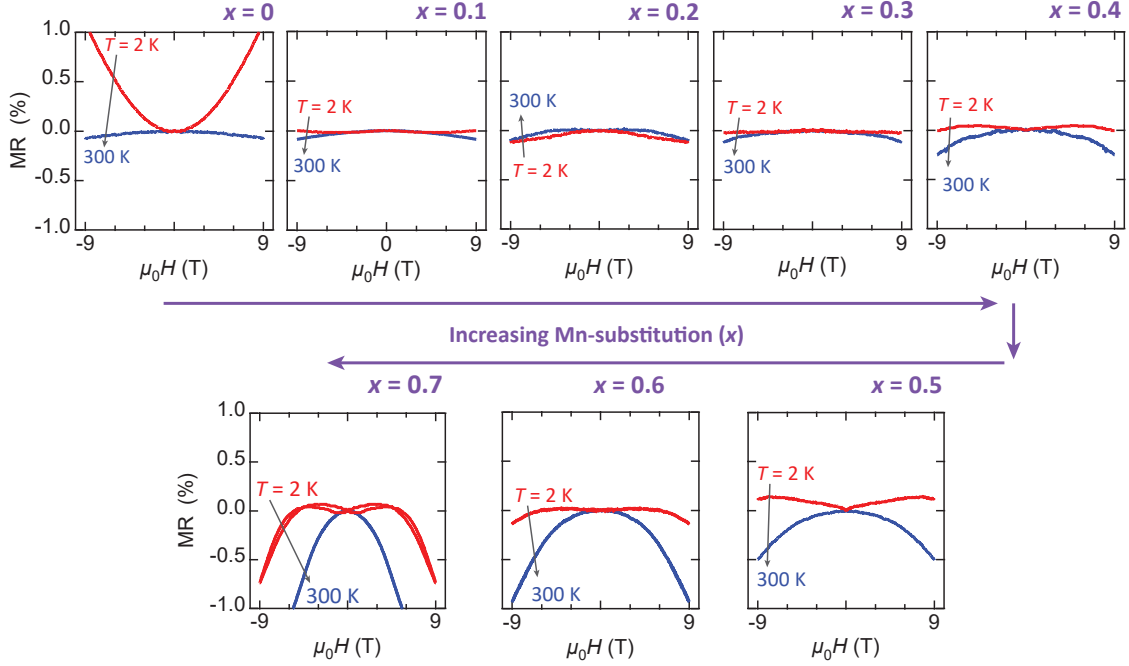 x = 0
x = 0.1
x = 0.2
x = 0.3
x = 0.4
MR (%)
1.0
0.5
0.0
-0.5
-1.0
T = 2 K
300 K
-9
9
μ₀H (T)
T = 2 K
300 K
-9
0
9
μ₀H (T)
300 K
T = 2 K
-9
9
μ₀H (T)
T = 2 K
300 K
-9
9
μ₀H (T)
T = 2 K
300 K
-9
9
μ₀H (T)
Increasing Mn-substitution (x)
x = 0.7
x = 0.6
x = 0.5
MR (%)
1.0
0.5
0.0
-0.5
-1.0
T = 2 K
300 K
-9
9
μ₀H (T)
T = 2 K
300 K
-9
9
μ₀H (T)
T = 2 K
300 K
-9
9
μ₀H (T)